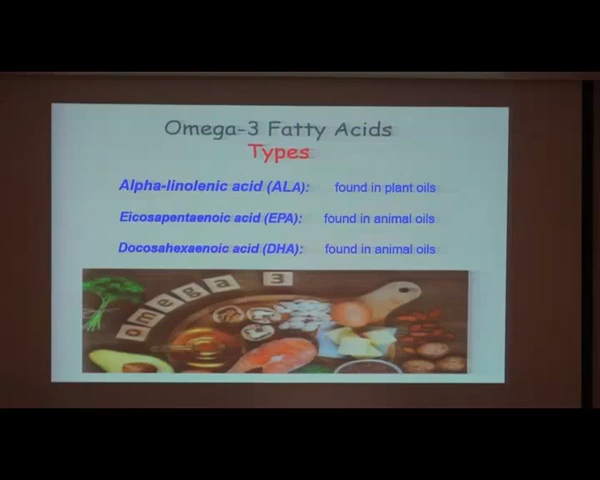 Omega-3 Fatty Acids
Types
Alpha-linolenic acid (ALA): found in plant oils
Eicosapentaenoic acid (EPA): found in animal oils
Docosahexaenoic acid (DHA): found in animal oils
omega 3